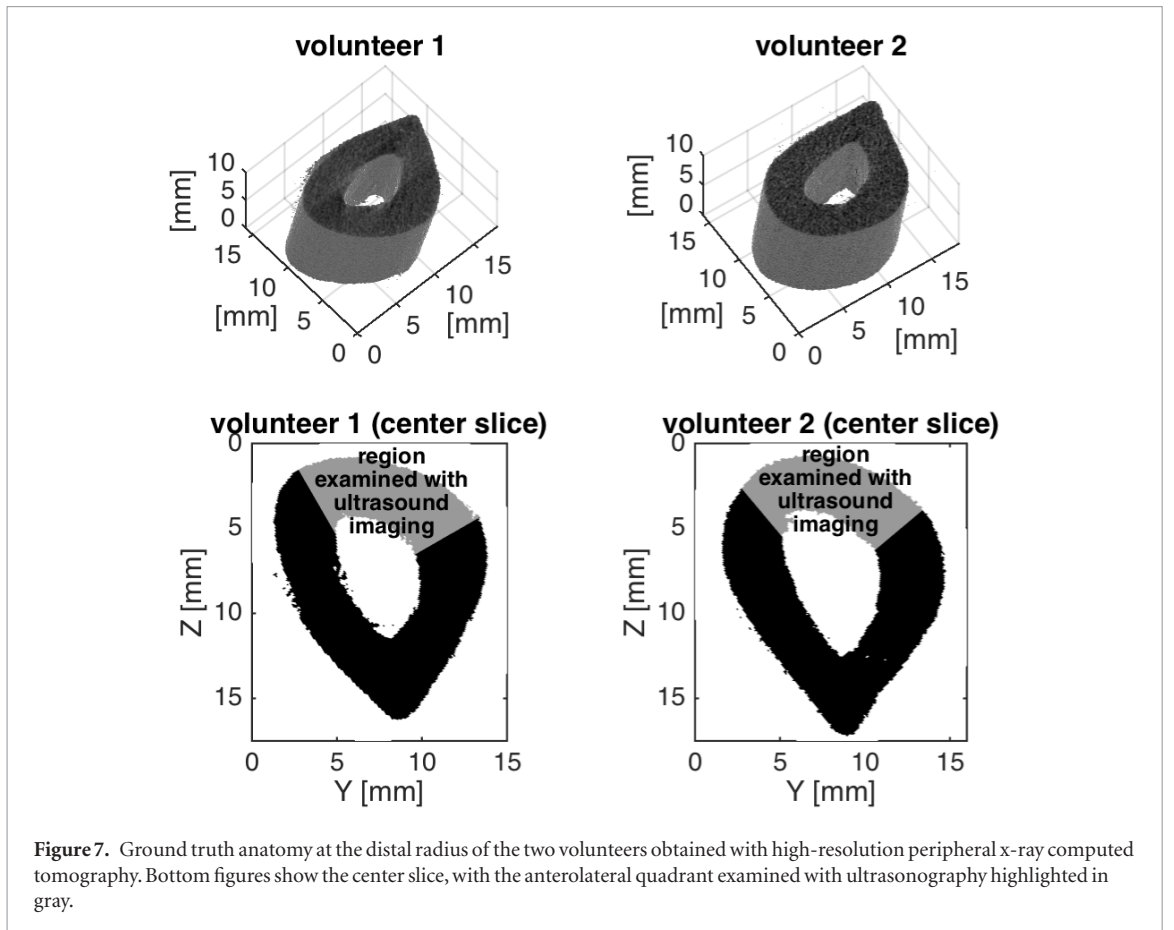 volunteer 1
volunteer 2
10
5
0
[mm]
15
10
5
0
[mm]
0
5
10
15
[mm]
10
5
0
[mm]
15
10
5
0
[mm]
0
5
10
15
[mm]
volunteer 1 (center slice)
region
examined with
ultrasound
imaging
0
5
10
15
Z [mm]
0
5
10
15
Y [mm]
volunteer 2 (center slice)
region
examined with
ultrasound
imaging
0
5
10
15
Z [mm]
0
5
10
15
Y [mm]
Figure 7. Ground truth anatomy at the distal radius of the two volunteers obtained with high-resolution peripheral x-ray computed
tomography. Bottom figures show the center slice, with the anterolateral quadrant examined with ultrasonography highlighted in
gray.